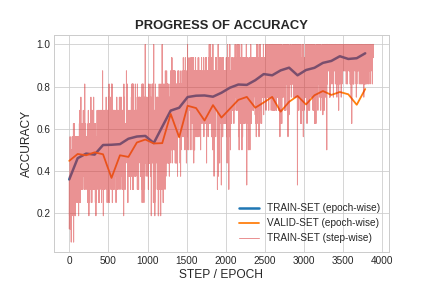 PROGRESS OF ACCURACY
1.0
0.8
0.6
0.4
0.2
ACCURACY
TRAIN-SET (epoch-wise)
VALID-SET (epoch-wise)
TRAIN-SET (step-wise)
0 500 1000 1500 2000 2500 3000 3500 4000
STEP / EPOCH